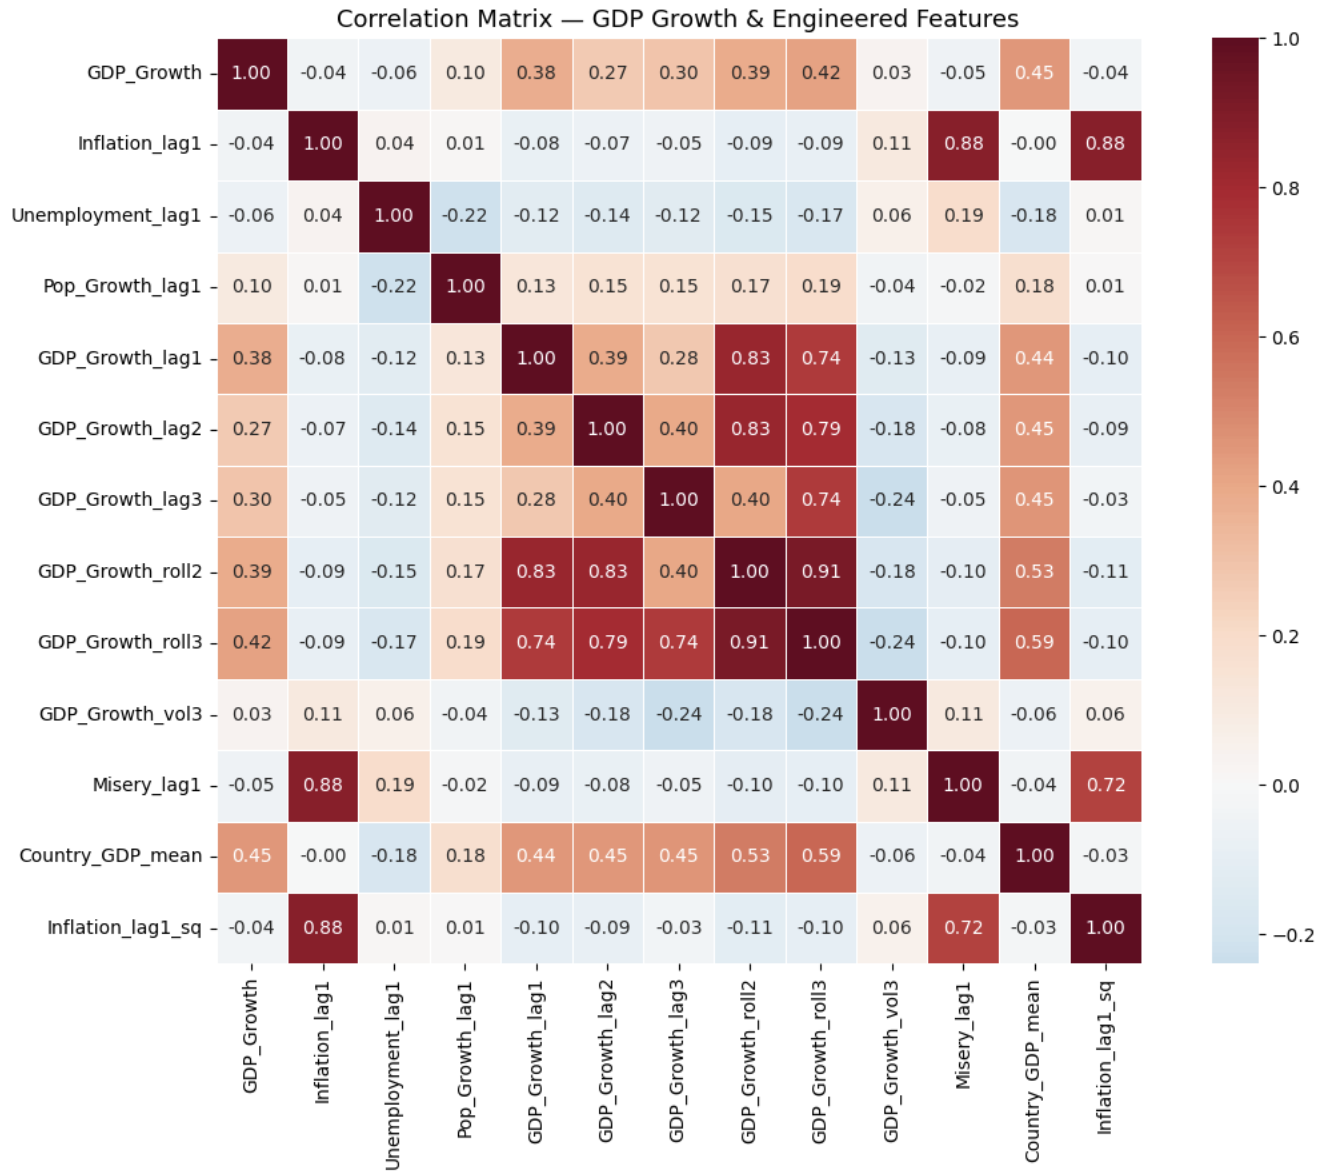 Correlation Matrix — GDP Growth & Engineered Features
GDP_Growth 1.00 -0.04 -0.06 0.10 0.38 0.27 0.30 0.39 0.42 0.03 -0.05 0.45 -0.04
Inflation_lag1 -0.04 1.00 0.04 0.01 -0.08 -0.07 -0.05 -0.09 -0.09 0.11 0.88 -0.00 0.88
Unemployment_lag1 -0.06 0.04 1.00 -0.22 -0.12 -0.14 -0.12 -0.15 -0.17 0.06 0.19 -0.18 0.01
Pop_Growth_lag1 0.10 0.01 -0.22 1.00 0.13 0.15 0.15 0.17 0.19 -0.04 -0.02 0.18 0.01
GDP_Growth_lag1 0.38 -0.08 -0.12 0.13 1.00 0.39 0.28 0.83 0.74 -0.13 -0.09 0.44 -0.10
GDP_Growth_lag2 0.27 -0.07 -0.14 0.15 0.39 1.00 0.40 0.83 0.79 -0.18 -0.08 0.45 -0.09
GDP_Growth_lag3 0.30 -0.05 -0.12 0.15 0.28 0.40 1.00 0.40 0.74 -0.24 -0.05 0.45 -0.03
GDP_Growth_roll2 0.39 -0.09 -0.15 0.17 0.83 0.83 0.40 1.00 0.91 -0.18 -0.10 0.53 -0.11
GDP_Growth_roll3 0.42 -0.09 -0.17 0.19 0.74 0.79 0.74 0.91 1.00 -0.24 -0.10 0.59 -0.10
GDP_Growth_vol3 0.03 0.11 0.06 -0.04 -0.13 -0.18 -0.24 -0.18 -0.24 1.00 0.11 -0.06 0.06
Misery_lag1 -0.05 0.88 0.19 -0.02 -0.09 -0.08 -0.05 -0.10 -0.10 0.11 1.00 -0.04 0.72
Country_GDP_mean 0.45 -0.00 -0.18 0.18 0.44 0.45 0.45 0.53 0.59 -0.06 -0.04 1.00 -0.03
Inflation_lag1_sq -0.04 0.88 0.01 0.01 -0.10 -0.09 -0.03 -0.11 -0.10 0.06 0.72 -0.03 1.00
GDP_Growth
Inflation_lag1
Unemployment_lag1
Pop_Growth_lag1
GDP_Growth_lag1
GDP_Growth_lag2
GDP_Growth_lag3
GDP_Growth_roll2
GDP_Growth_roll3
GDP_Growth_vol3
Misery_lag1
Country_GDP_mean
Inflation_lag1_sq
1.0
0.8
0.6
0.4
0.2
0.0
−0.2